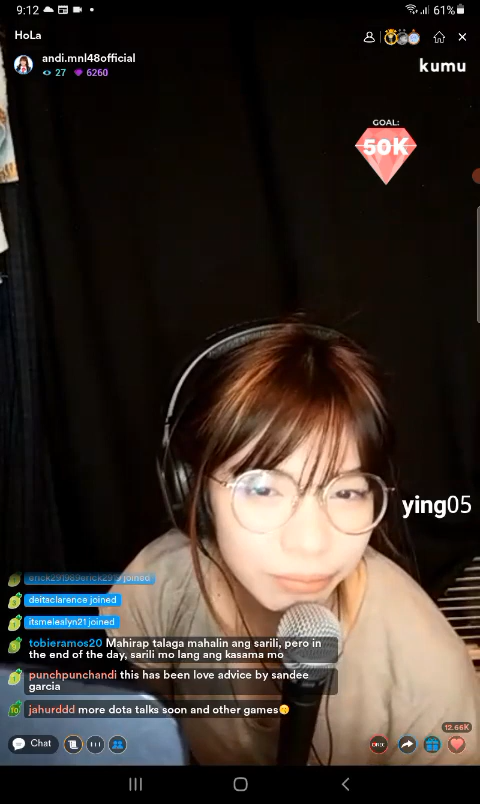 9:12
61%
HoLa
andi.mnl48official
27 6260
kumu
GOAL:
50K
ying05
deitaclarence joined
itsmelealyn21 joined
tobieramos20 Mahirap talaga mahalin ang sarili, pero in
the end of the day, sarili mo lang ang kasama mo
punchpunchandi this has been love advice by sandee
garcia
jahurddd more dota talks soon and other games
12.66K
Chat